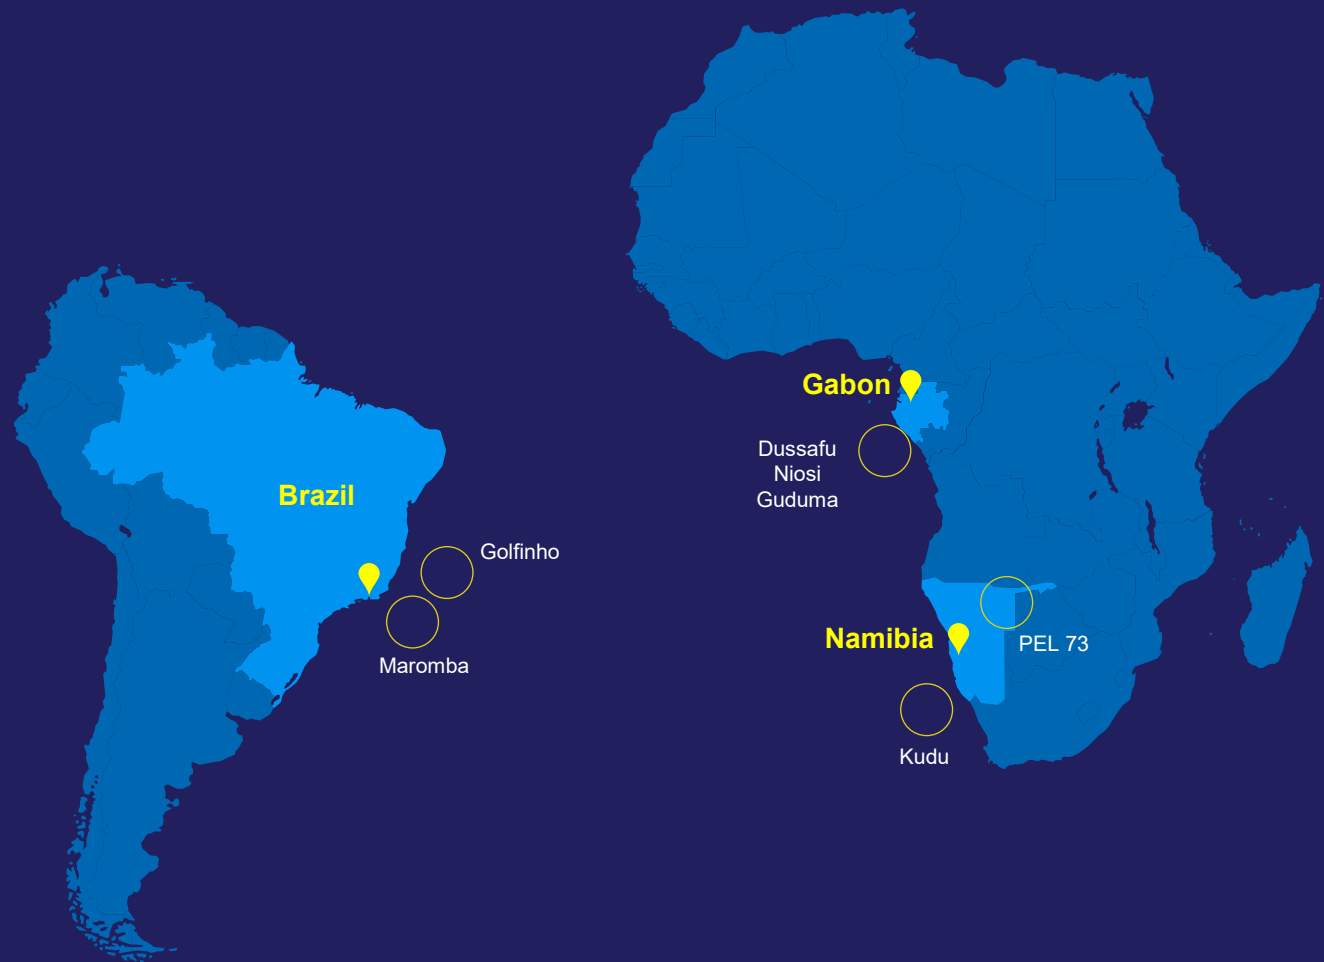 Brazil
Golfinho
Maromba
Gabon
Dussafu
Niosi
Guduma
Namibia
PEL 73
Kudu